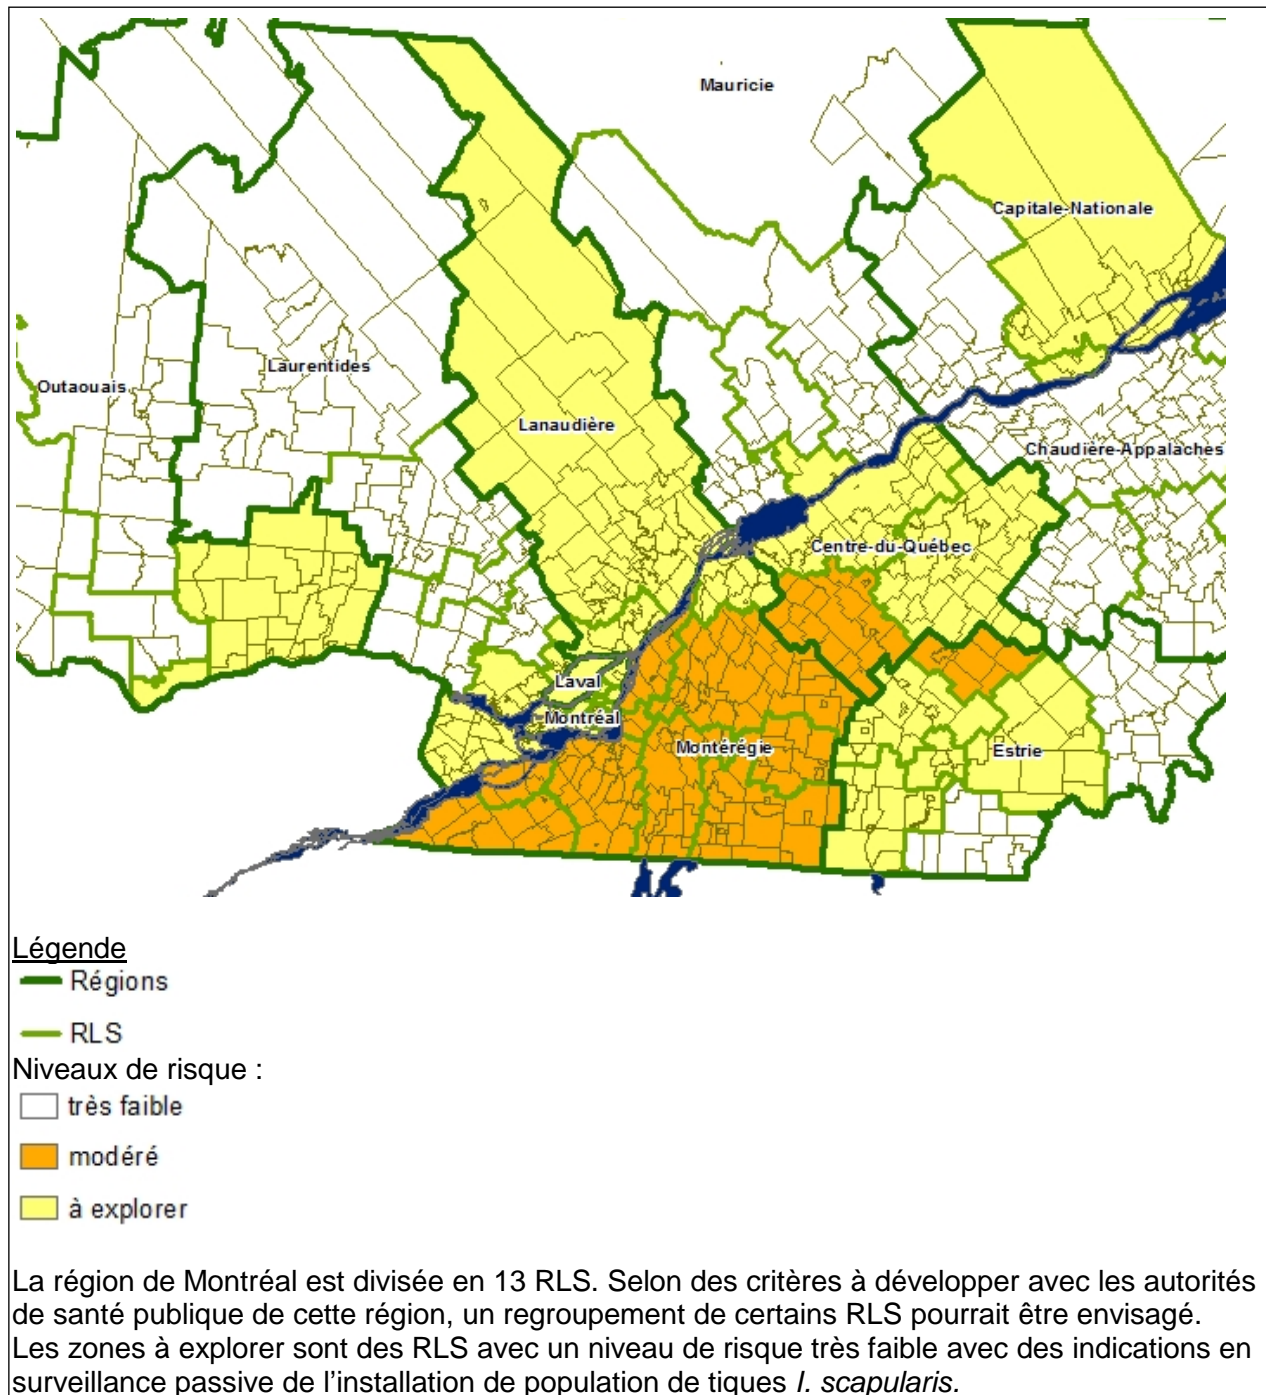 Mauricie
Capitale-Nationale
Laurentides
Outaouais
Lanaudière
Chaudière-Appalaches
Centre-du-Québec
Laval
Montréal
Montérégie
Estrie
Légende
Régions
RLS
Niveaux de risque :
très faible
modéré
à explorer
La région de Montréal est divisée en 13 RLS. Selon des critères à développer avec les autorités
de santé publique de cette région, un regroupement de certains RLS pourrait être envisagé.
Les zones à explorer sont des RLS avec un niveau de risque très faible avec des indications en
surveillance passive de l'installation de population de tiques I. scapularis.